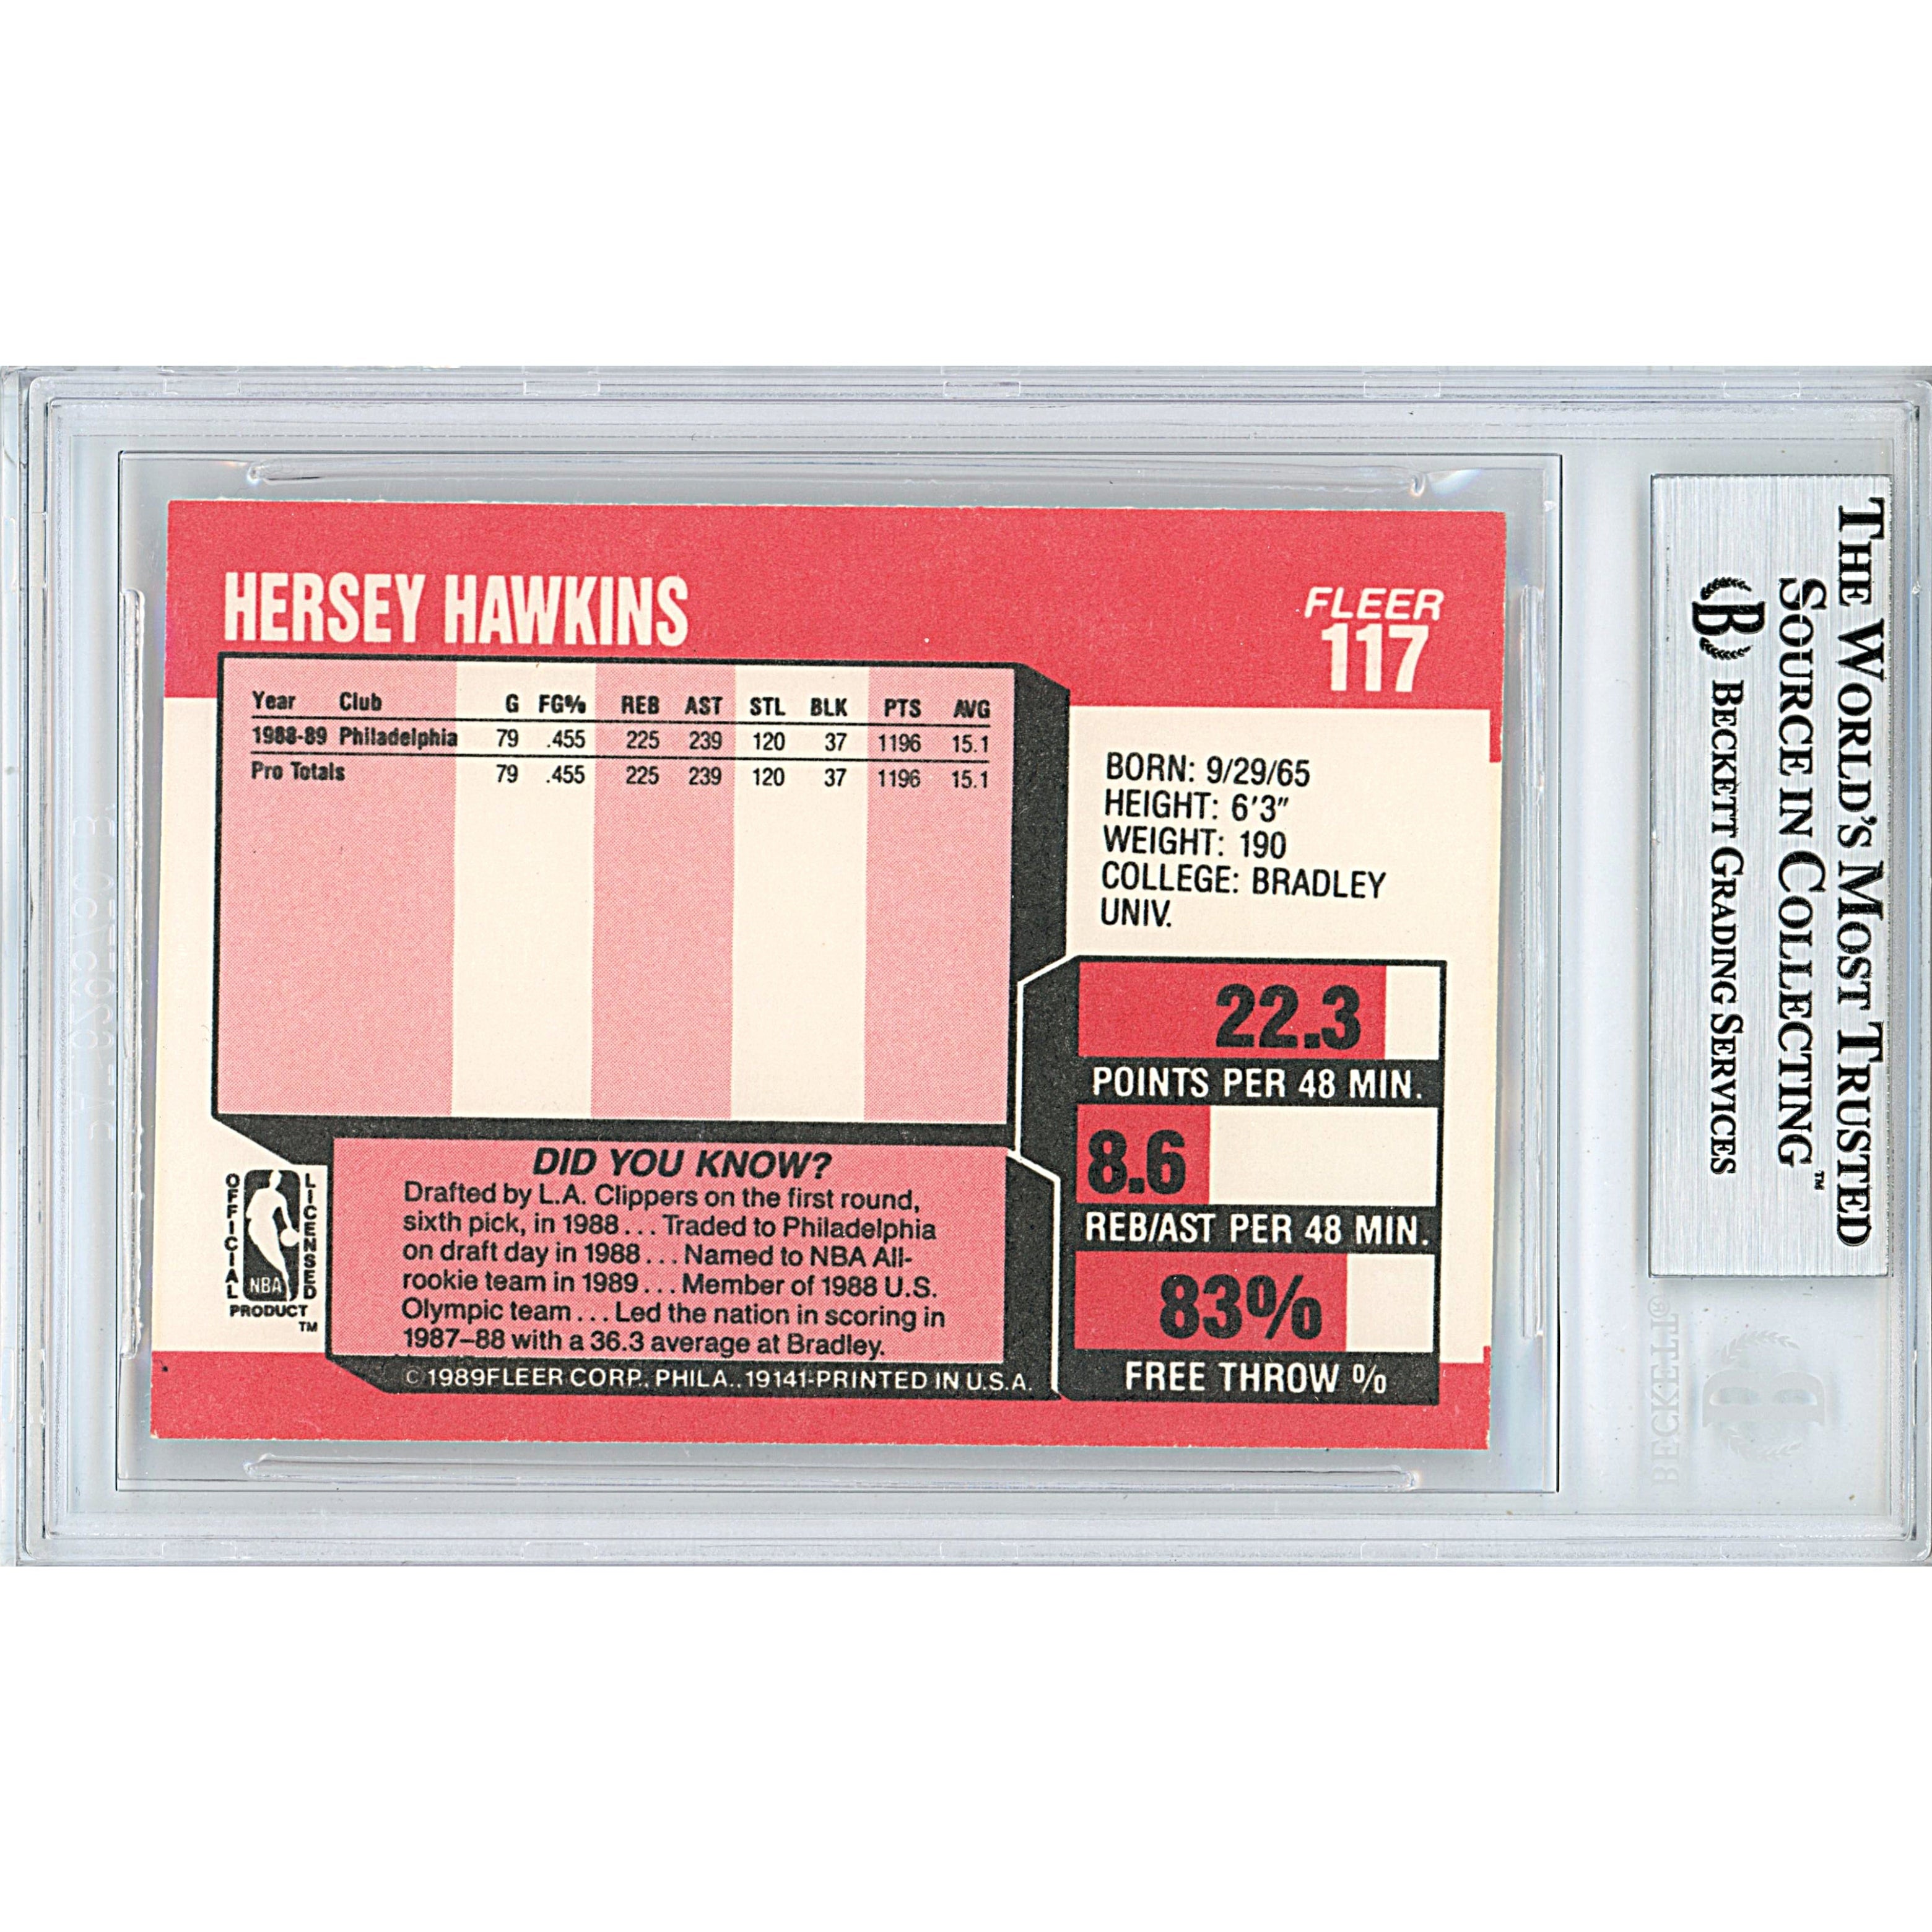 HERSEY HAWKINS
FLEER
117
Year Club G FG% REB AST STL BLK PTS AVG
1988-89 Philadelphia 79 .455 225 239 120 37 1196 15.1
Pro Totals 79 .455 225 239 120 37 1196 15.1
BORN: 9/29/65
HEIGHT: 6'3"
WEIGHT: 190
COLLEGE: BRADLEY
UNIV.
22.3
POINTS PER 48 MIN.
8.6
REB/AST PER 48 MIN.
83%
FREE THROW %
DID YOU KNOW?
Drafted by L.A. Clippers on the first round,
sixth pick, in 1988... Traded to Philadelphia
on draft day in 1988... Named to NBA All-
rookie team in 1989... Member of 1988 U.S.
Olympic team... Led the nation in scoring in
1987–88 with a 36.3 average at Bradley.
OFFICIAL
LICENSED
NBA
PRODUCT
TM
© 1989 FLEER CORP., PHILA., 19141-PRINTED IN U.S.A.
THE WORLD'S MOST TRUSTED
SOURCE IN COLLECTING™
B BECKETT GRADING SERVICES
BECKETT®
B